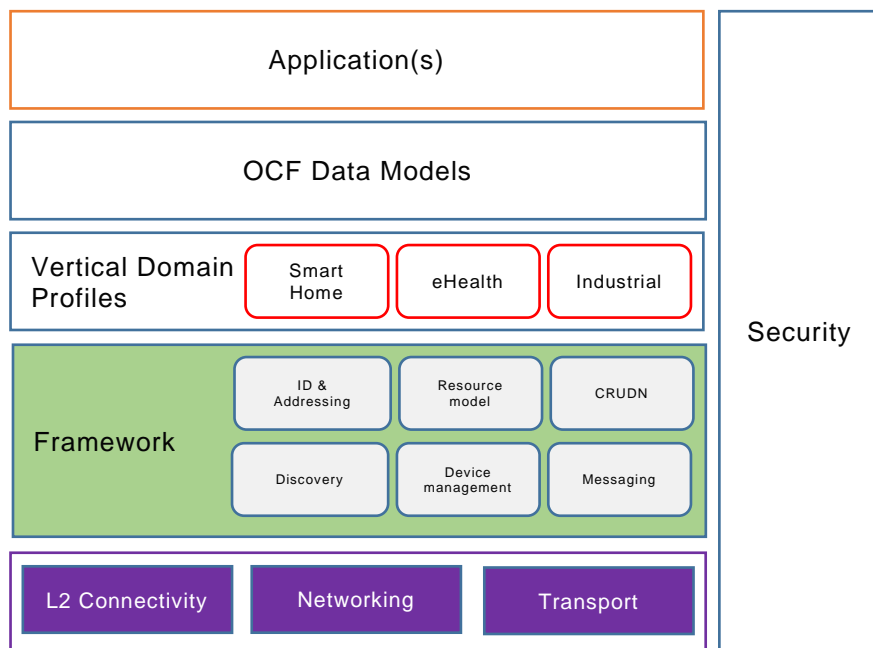 Application(s)
OCF Data Models
Vertical Domain
Profiles
Smart
Home
eHealth
Industrial
Framework
ID &
Addressing
Resource
model
CRUDN
Discovery
Device
management
Messaging
L2 Connectivity
Networking
Transport
Security